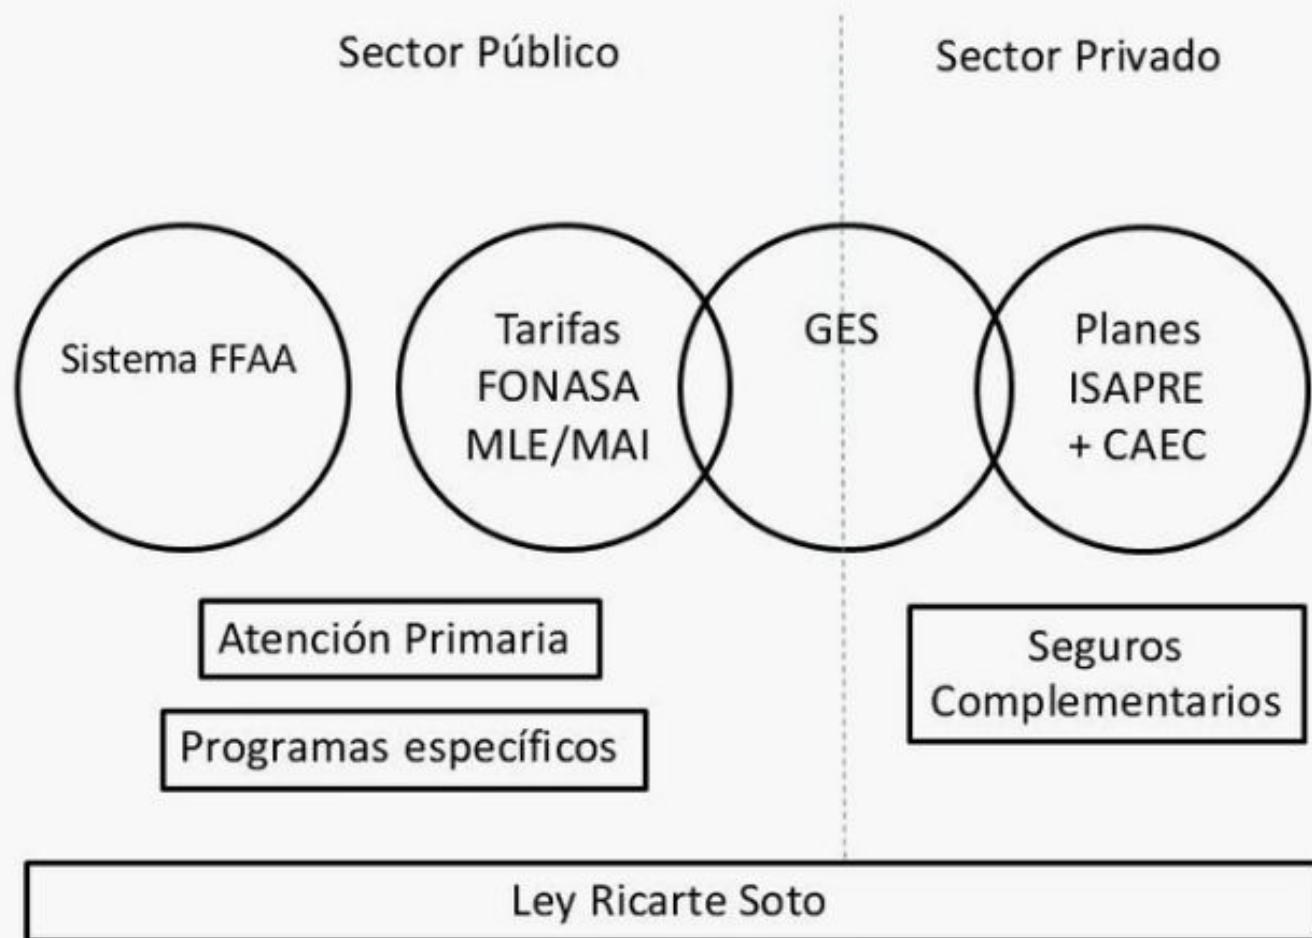 Sector Público
Sector Privado
Sistema FFAA
Tarifas
FONASA
MLE/MAI
GES
Planes
ISAPRE
+ CAEC
Atención Primaria
Programas específicos
Seguros
Complementarios
Ley Ricarte Soto